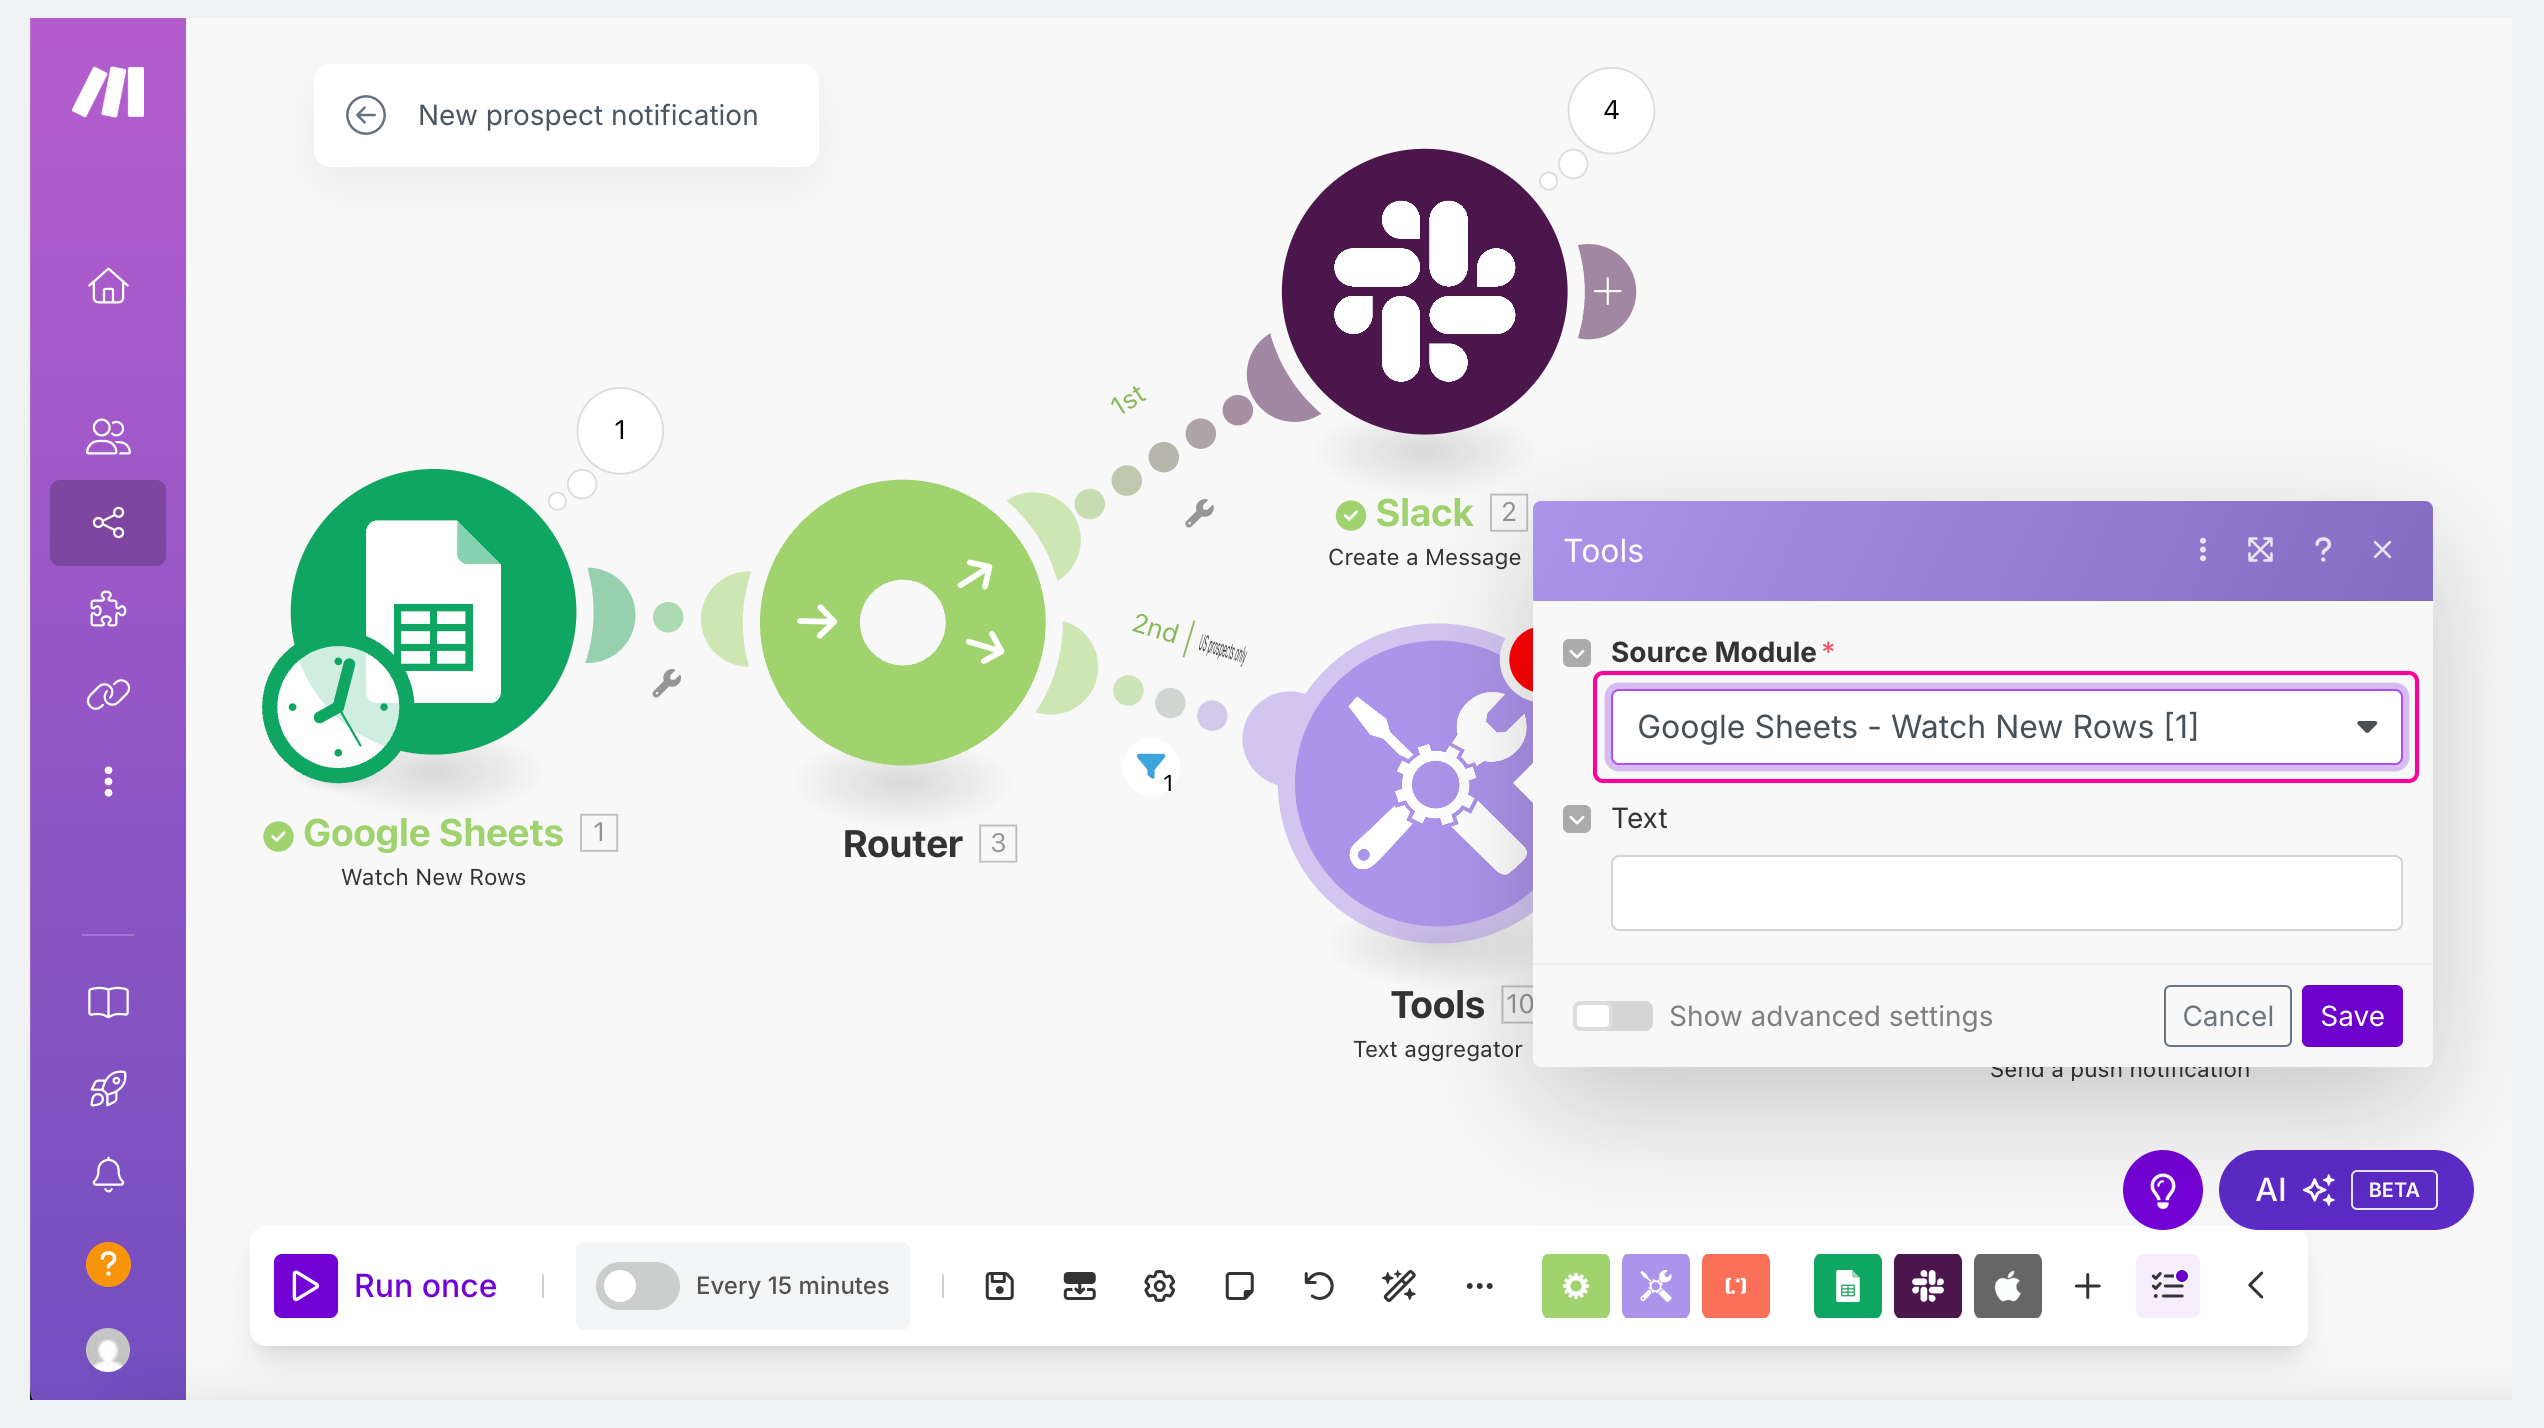 New prospect notification
4
1
1st
Slack 2
Create a Message
2nd
US prospects only
1
Google Sheets 1
Watch New Rows
Router 3
Tools 10
Text aggregator
Tools
?
Source Module *
Google Sheets - Watch New Rows [1]
Text
Show advanced settings
Cancel
Save
Send a push notification
AI BETA
?
Run once
Every 15 minutes